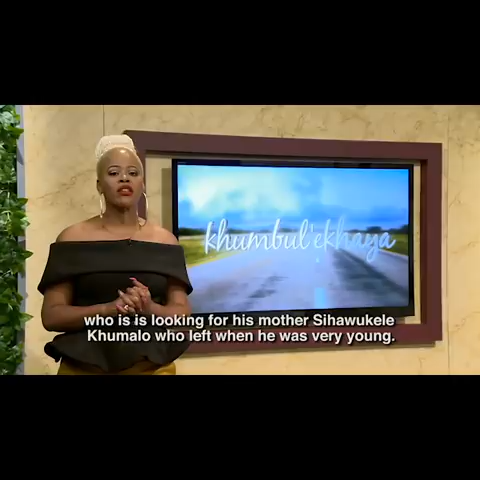 khumbul'ekhaya
who is is looking for his mother Sihawukele
Khumalo who left when he was very young.